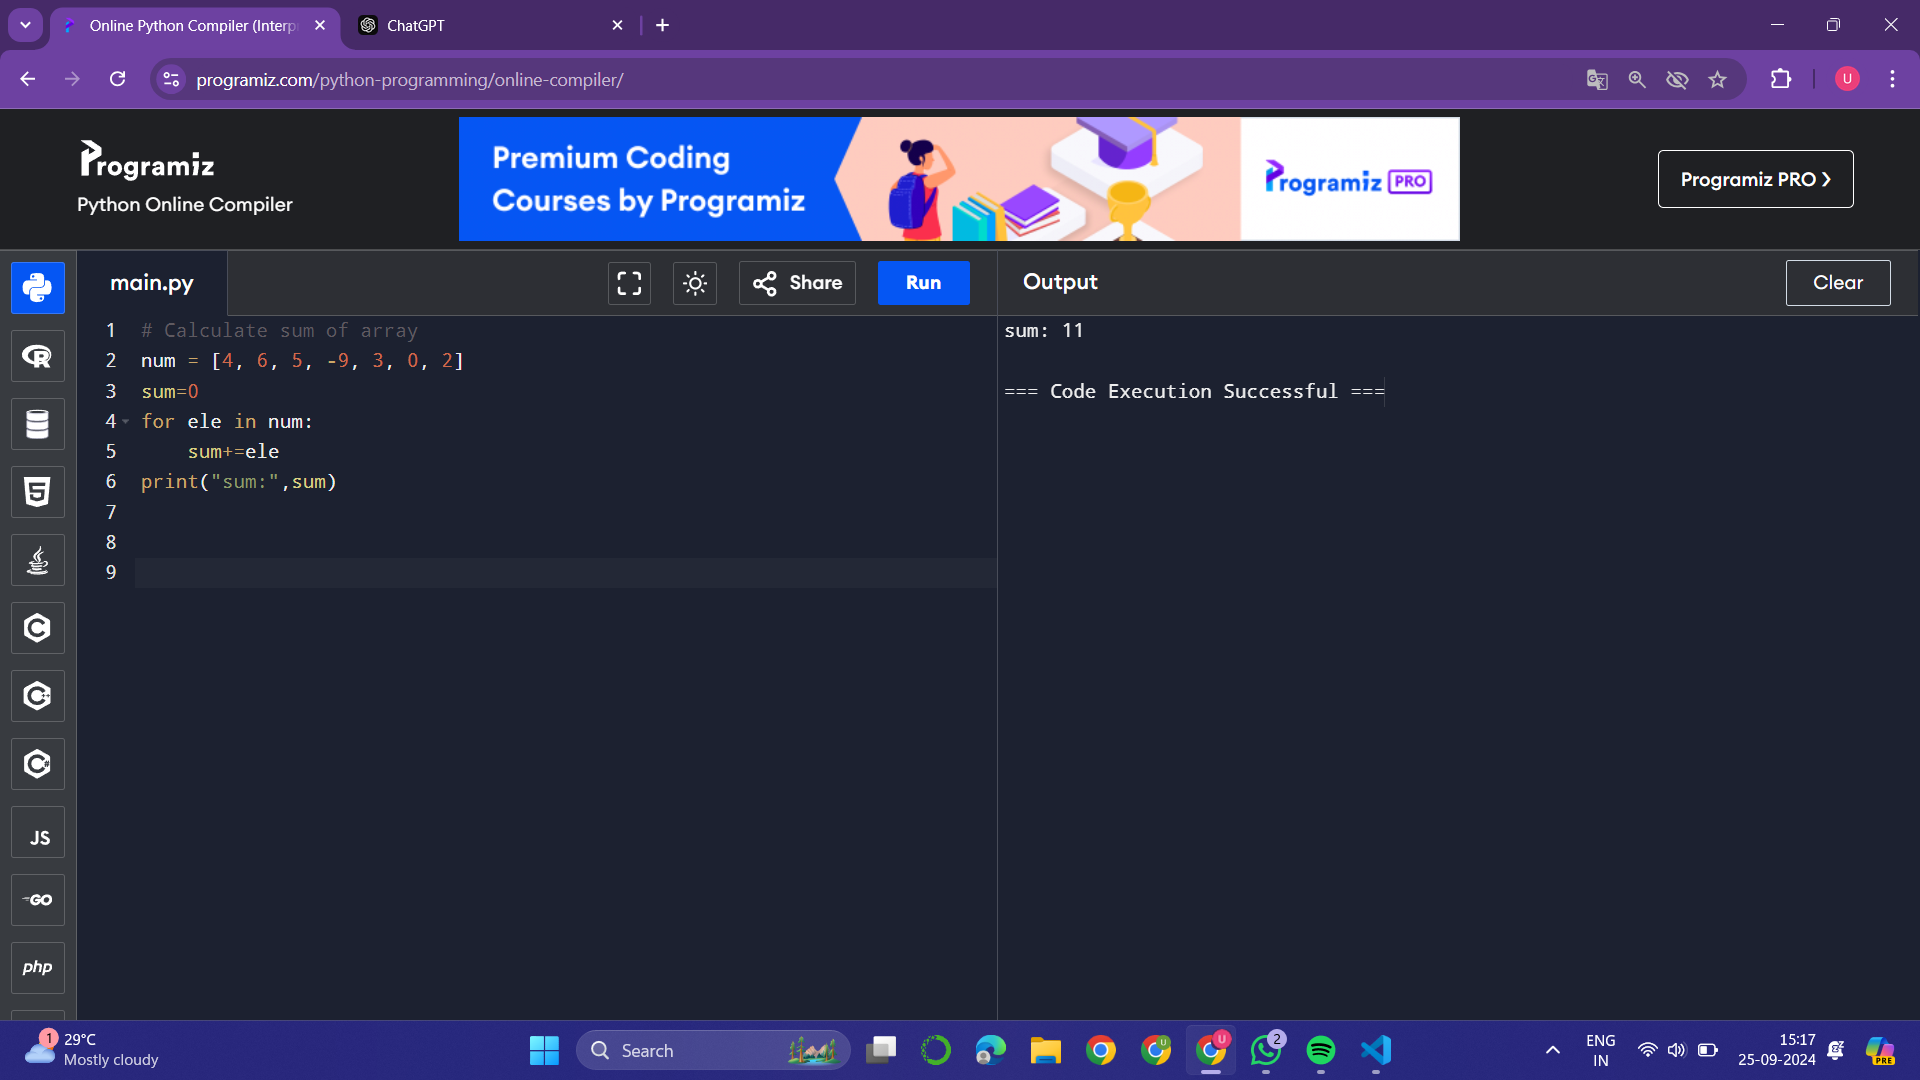 Online Python Compiler (Interp
ChatGPT
programiz.com/python-programming/online-compiler/
U
Programiz
Python Online Compiler
Premium Coding
Courses by Programiz
Programiz PRO
Programiz PRO ❯
main.py
Share
Run
Output
Clear
1 # Calculate sum of array
2 num = [4, 6, 5, -9, 3, 0, 2]
3 sum=0
4 for ele in num:
5     sum+=ele
6 print("sum:",sum)
7
8
9
sum: 11
=== Code Execution Successful ===
R
5
C
C++
C#
JS
GO
php
1
29°C
Mostly cloudy
Search
U
U
2
ENG
IN
15:17
25-09-2024
PRE